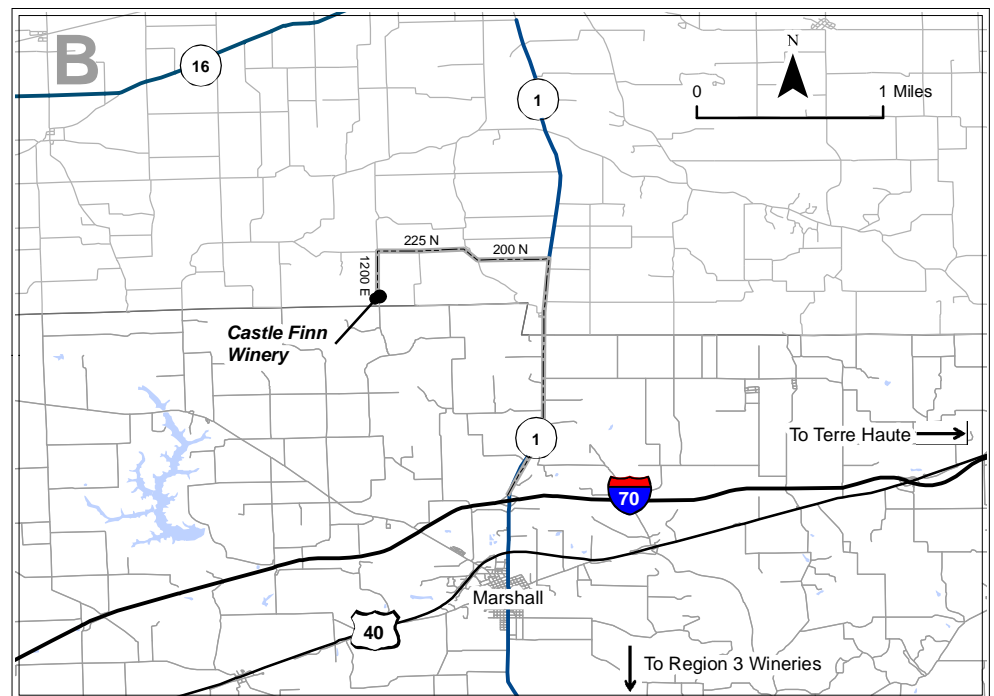 B
16
1
N
0
1 Miles
225 N
200 N
1200 E
Castle Finn
Winery
1
To Terre Haute
70
Marshall
40
To Region 3 Wineries